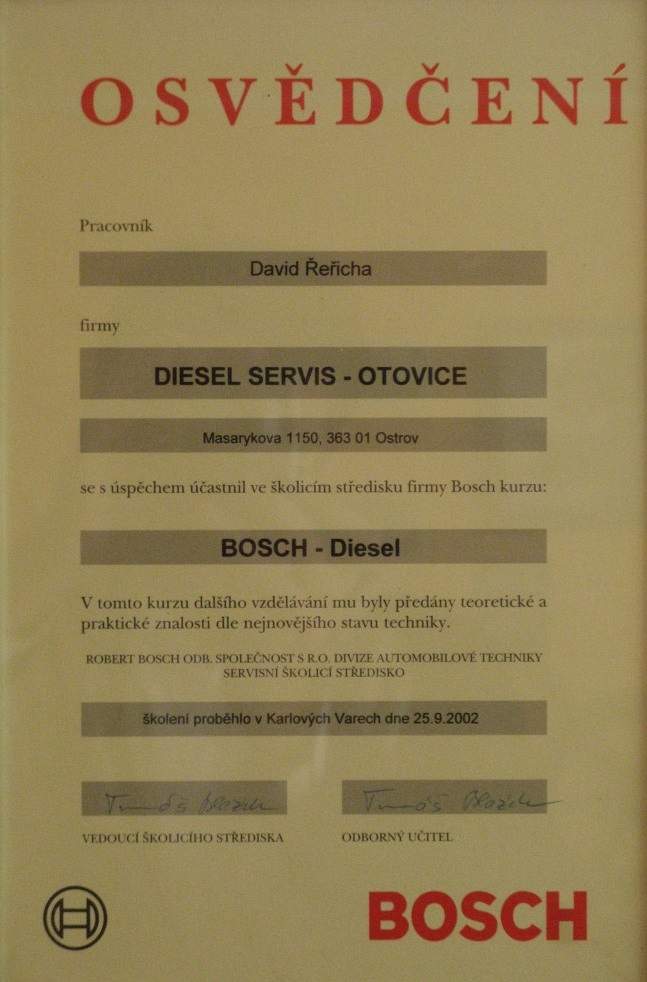 OSVĚDČENÍ
Pracovník
David Řeřicha
firmy
DIESEL SERVIS - OTOVICE
Masarykova 1150, 363 01 Ostrov
se s úspěchem účastnil ve školicím středisku firmy Bosch kurzu:
BOSCH - Diesel
V tomto kurzu dalšího vzdělávání mu byly předány teoretické a
praktické znalosti dle nejnovějšího stavu techniky.
ROBERT BOSCH ODB. SPOLEČNOST S R.O. DIVIZE AUTOMOBILOVÉ TECHNIKY
SERVISNÍ ŠKOLICÍ STŘEDISKO
školení proběhlo v Karlových Varech dne 25.9.2002
Tomáš Tomáš
VEDOUCÍ ŠKOLICÍHO STŘEDISKA ODBORNÝ UČITEL
BOSCH